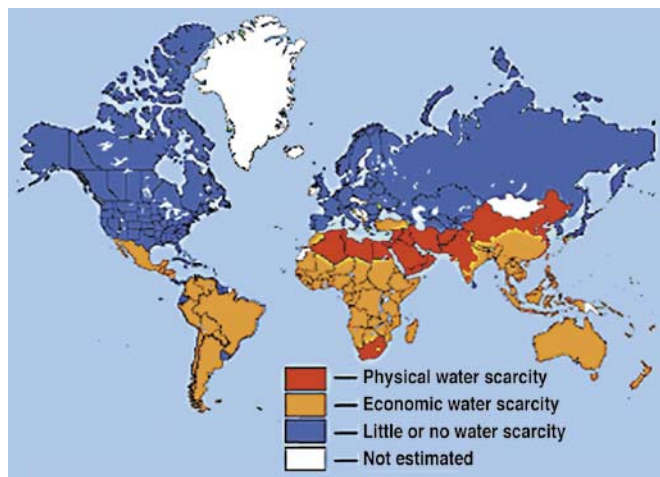 Physical water scarcity
Economic water scarcity
Little or no water scarcity
Not estimated